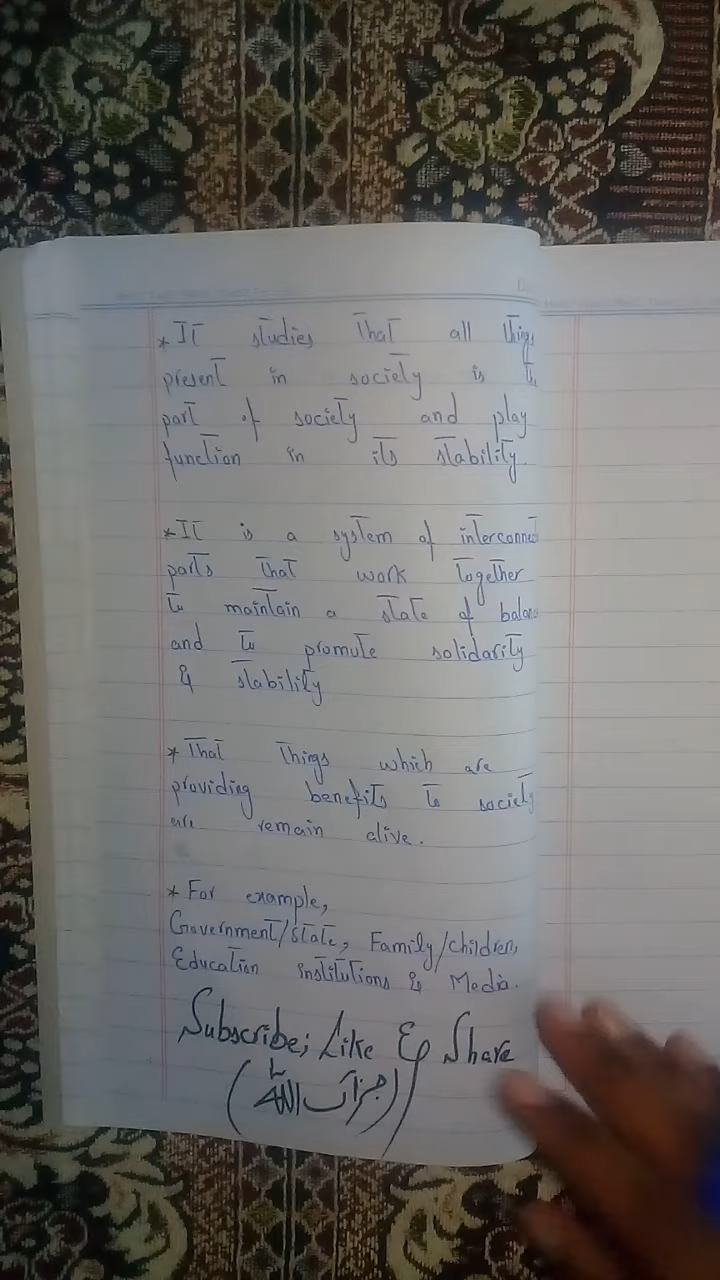 * It studies that all things
present in society is the
part of society and play
function in its stability.
* It is a system of interconnec
parts that work together
to maintain a state of balanc
and to promote solidarity
& stability
* That things which are
providing benefits to society
are remain alive.
* For example,
Government/state, Family/children,
Education institutions & Media.
Subscribe; Like & Share
(جزاک اللہ)